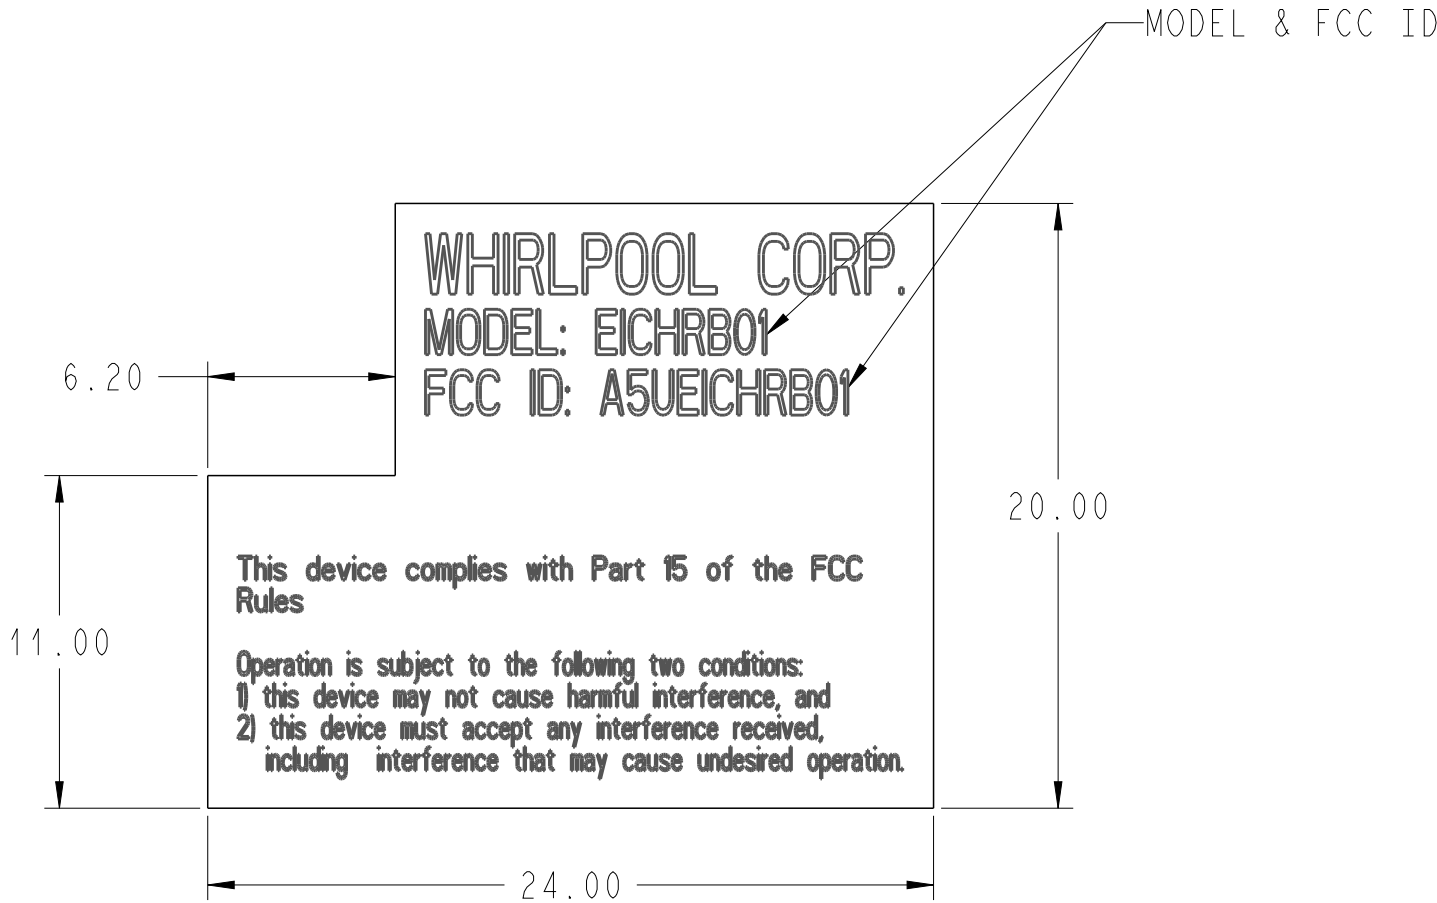 MODEL & FCC ID
WHIRLPOOL CORP.
MODEL: EICHRB01
FCC ID: A5UEICHRB01
6.20
20.00
This device complies with Part 15 of the FCC
Rules
11.00
Operation is subject to the following two conditions:
1) this device may not cause harmful interference, and
2) this device must accept any interference received,
including interference that may cause undesired operation.
24.00